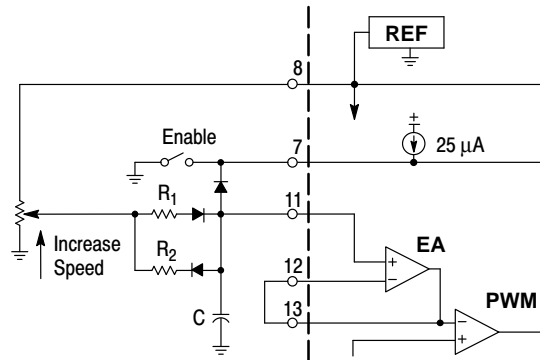 REF
8
Enable
7
25 μA
R1
11
Increase
Speed
EA
R2
12
13
PWM
C